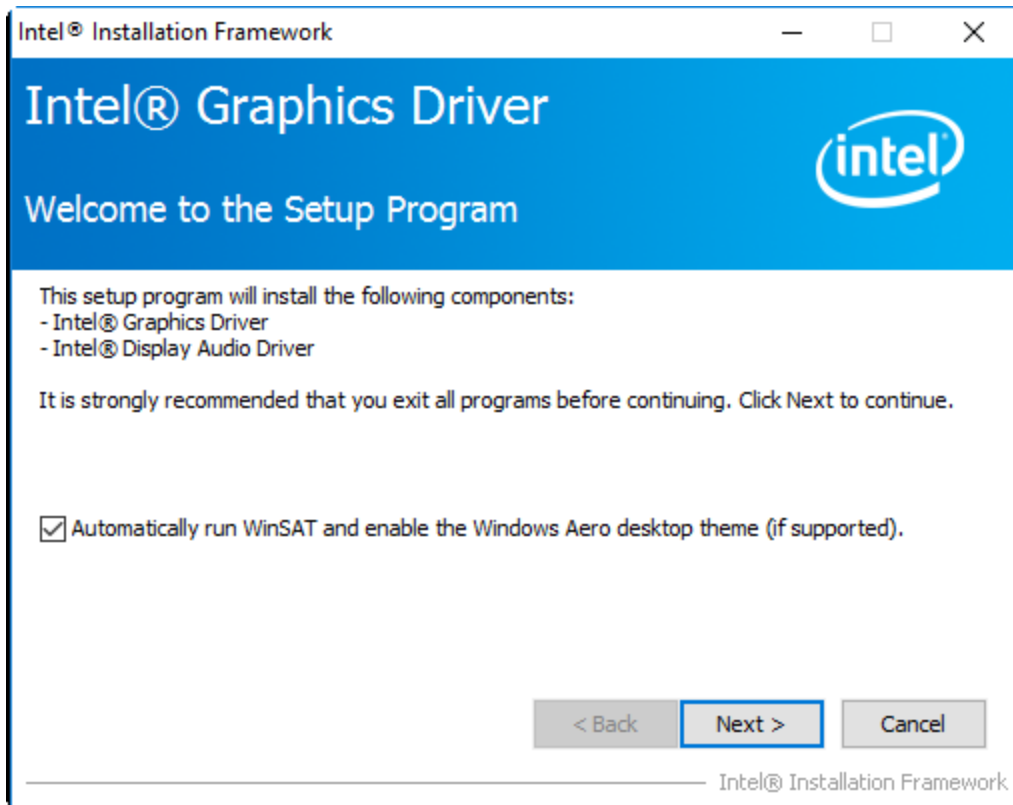 Intel® Installation Framework
Intel® Graphics Driver
intel®
Welcome to the Setup Program
This setup program will install the following components:
- Intel® Graphics Driver
- Intel® Display Audio Driver
It is strongly recommended that you exit all programs before continuing. Click Next to continue.
Automatically run WinSAT and enable the Windows Aero desktop theme (if supported).
< Back
Next >
Cancel
Intel® Installation Framework